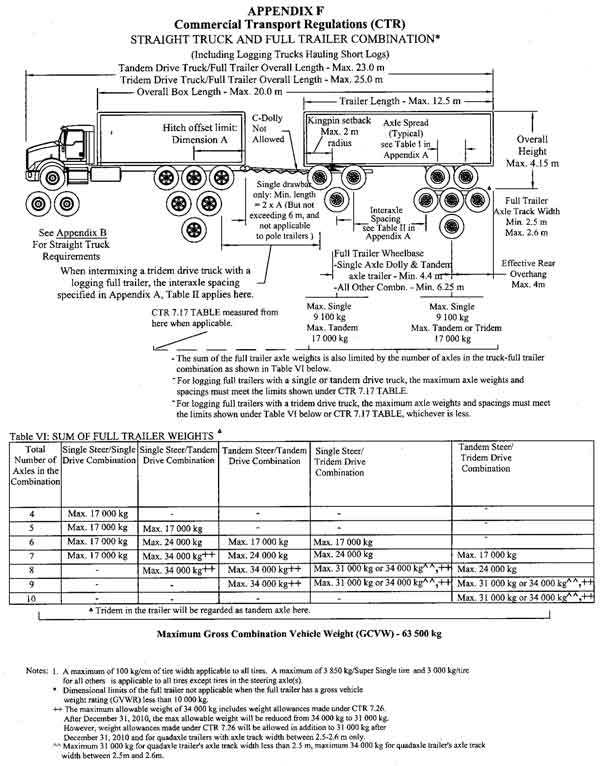 APPENDIX F
Commercial Transport Regulations (CTR)
STRAIGHT TRUCK AND FULL TRAILER COMBINATION*
(Including Logging Trucks Hauling Short Logs)
Tandem Drive Truck/Full Trailer Overall Length - Max. 23.0 m
Tridem Drive Truck/Full Trailer Overall Length - Max. 25.0 m
Overall Box Length - Max. 20.0 m
Trailer Length - Max. 12.5 m
Hitch offset limit:
Dimension A
C-Dolly
Not
Allowed
Kingpin setback
Max. 2 m
radius
Axle Spread
(Typical)
see Table I in
Appendix A
Overall
Height
Max. 4.15 m
Single drawbar
only: Min. length
= 2 x A (But not
exceeding 6 m, and
not applicable
to pole trailers )
Interaxle
Spacing
see Table II in
Appendix A
Full Trailer
Axle Track Width
Min. 2.5 m
Max. 2.6 m
See Appendix B
For Straight Truck
Requirements
When intermixing a tridem drive truck with a
logging full trailer, the interaxle spacing
specified in Appendix A, Table II applies here.
Full Trailer Wheelbase
-Single Axle Dolly & Tandem
axle trailer - Min. 4.4 m
-All Other Combn. - Min. 6.25 m
Effective Rear
Overhang
Max. 4m
CTR 7.17 TABLE measured from
here when applicable.
Max. Single
9 100 kg
Max. Tandem
17 000 kg
Max. Single
9 100 kg
Max. Tandem or Tridem
17 000 kg
- The sum of the full trailer axle weights is also limited by the number of axles in the truck-full trailer
combination as shown in Table VI below.
- For logging full trailers with a single or tandem drive truck, the maximum axle weights and
spacings must meet the limits shown under CTR 7.17 TABLE.
- For logging full trailers with a tridem drive truck, the maximum axle weights and spacings must meet
the limits shown under Table VI below or CTR 7.17 TABLE, whichever is less.
Table VI: SUM OF FULL TRAILER WEIGHTS ▲
Total Number of Axles in the Combination | Single Steer/Single Drive Combination | Single Steer/Tandem Drive Combination | Tandem Steer/Tandem Drive Combination | Single Steer/ Tridem Drive Combination | Tandem Steer/ Tridem Drive Combination
4 | Max. 17 000 kg | - | - | - | -
5 | Max. 17 000 kg | Max. 17 000 kg | - | - | -
6 | Max. 17 000 kg | Max. 24 000 kg | Max. 17 000 kg | Max. 17 000 kg | -
7 | Max. 17 000 kg | Max. 34 000 kg++ | Max. 24 000 kg | Max. 24 000 kg | Max. 17 000 kg
8 | - | Max. 34 000 kg++ | Max. 34 000 kg++ | Max. 31 000 kg or 34 000 kg^^,++ | Max. 24 000 kg
9 | - | - | Max. 34 000 kg++ | Max. 31 000 kg or 34 000 kg^^,++ | Max. 31 000 kg or 34 000 kg^^,++
10 | - | - | - | - | Max. 31 000 kg or 34 000 kg^^,++
▲ Tridem in the trailer will be regarded as tandem axle here.
Maximum Gross Combination Vehicle Weight (GCVW) - 63 500 kg
Notes: 1. A maximum of 100 kg/cm of tire width applicable to all tires. A maximum of 3 850 kg/Super Single tire and 3 000 kg/tire
for all others is applicable to all tires except tires in the steering axle(s).
* Dimensional limits of the full trailer not applicable when the full trailer has a gross vehicle
weight rating (GVWR) less than 10 000 kg.
++ The maximum allowable weight of 34 000 kg includes weight allowances made under CTR 7.26.
After December 31, 2010, the max allowable weight will be reduced from 34 000 kg to 31 000 kg.
However, weight allowances made under CTR 7.26 will be allowed in addition to 31 000 kg after
December 31, 2010 and for quadaxle trailers with axle track width between 2.5-2.6 m only.
^^ Maximum 31 000 kg for quadaxle trailer's axle track width less than 2.5 m, maximum 34 000 kg for quadaxle trailer's axle track
width between 2.5m and 2.6m.